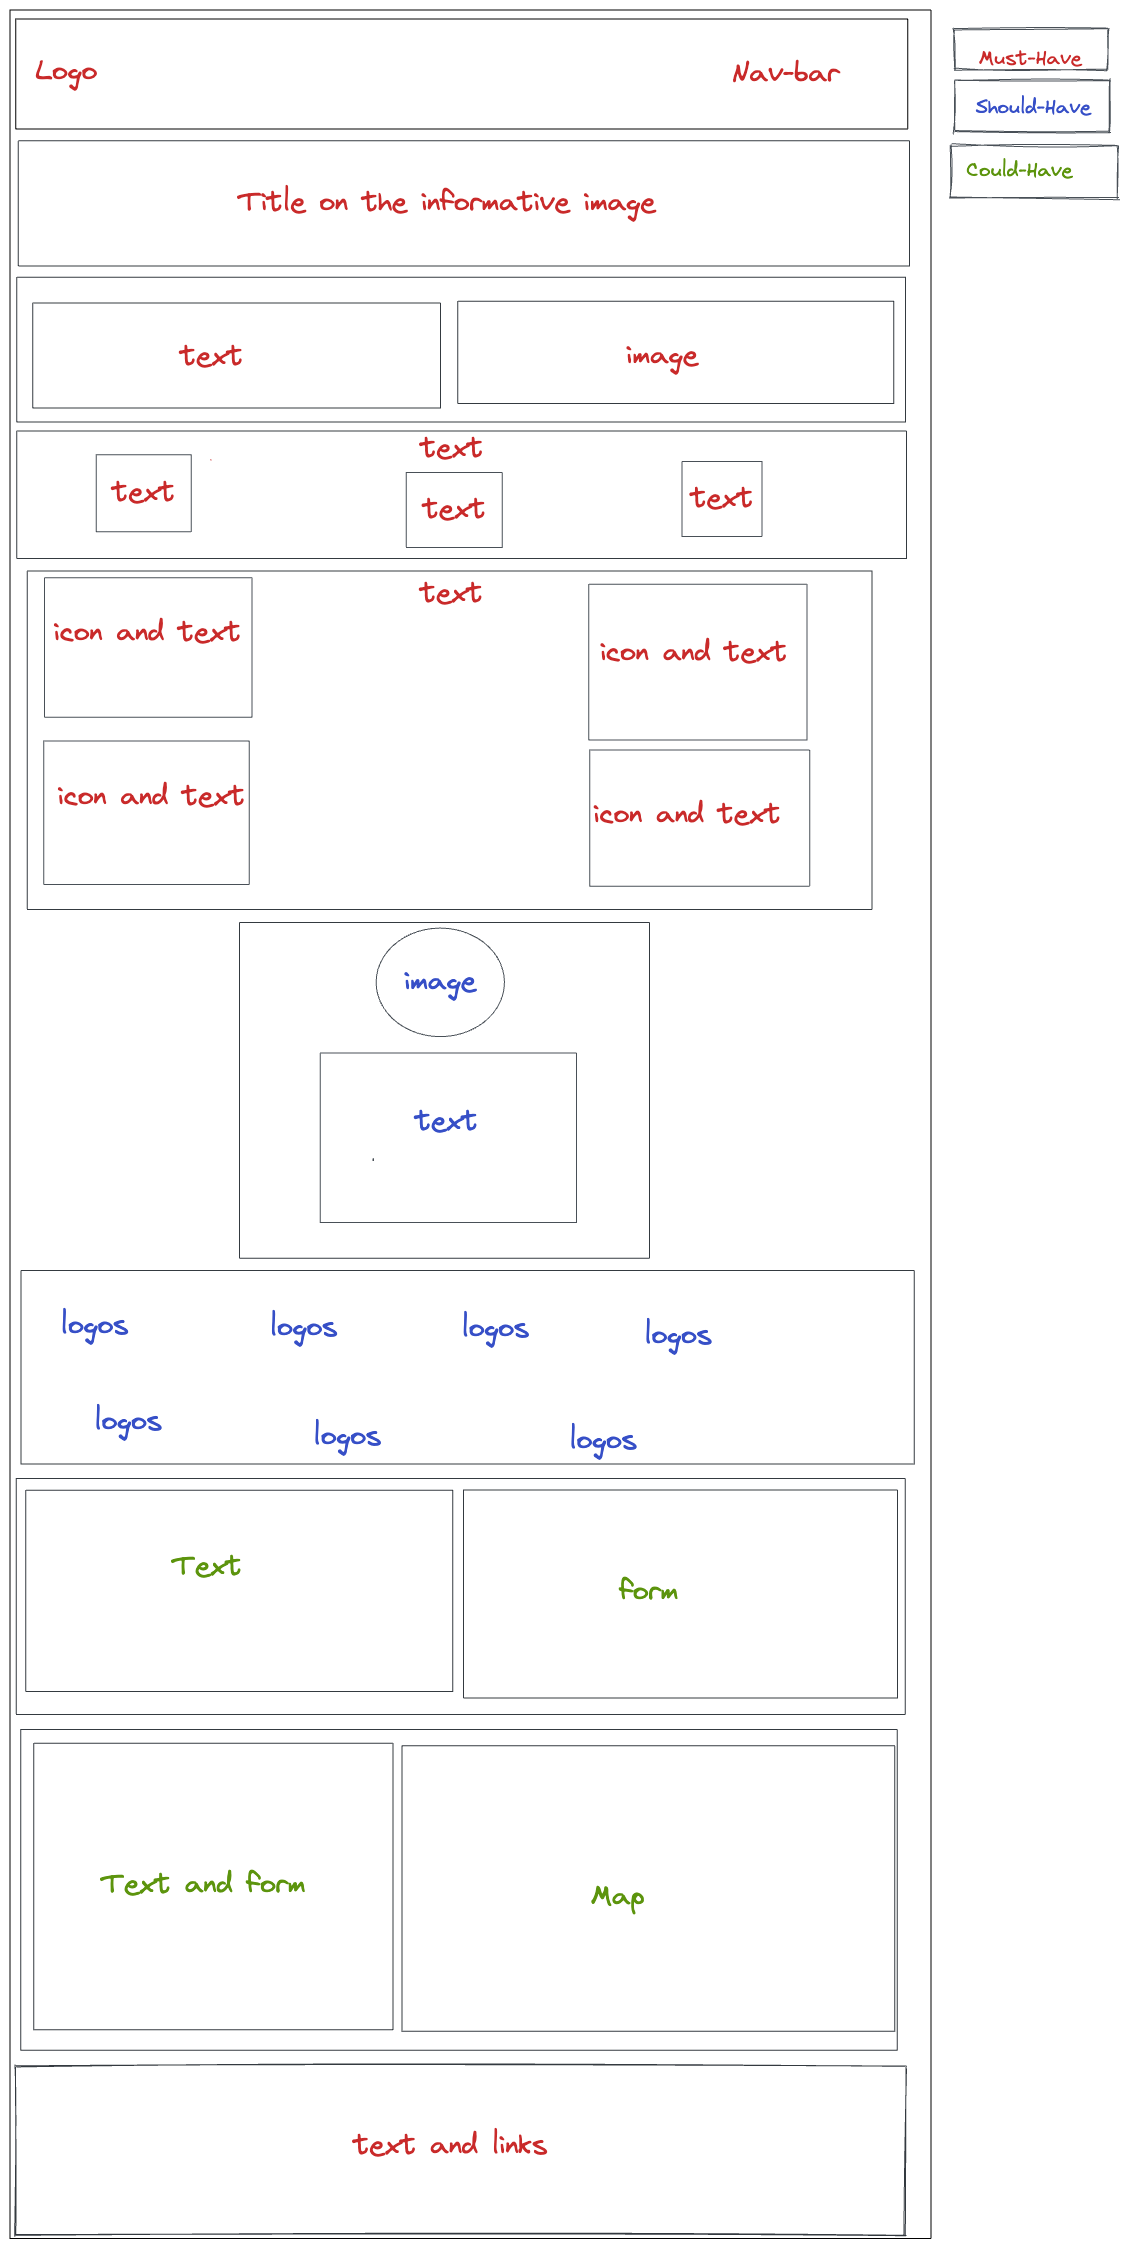 Logo
Nav-bar
Must-Have
Should-Have
Could-Have
Title on the informative image
text
image
text
text
text
text
text
icon and text
icon and text
icon and text
icon and text
image
text
logos
logos
logos
logos
logos
logos
logos
Text
form
Text and form
Map
text and links